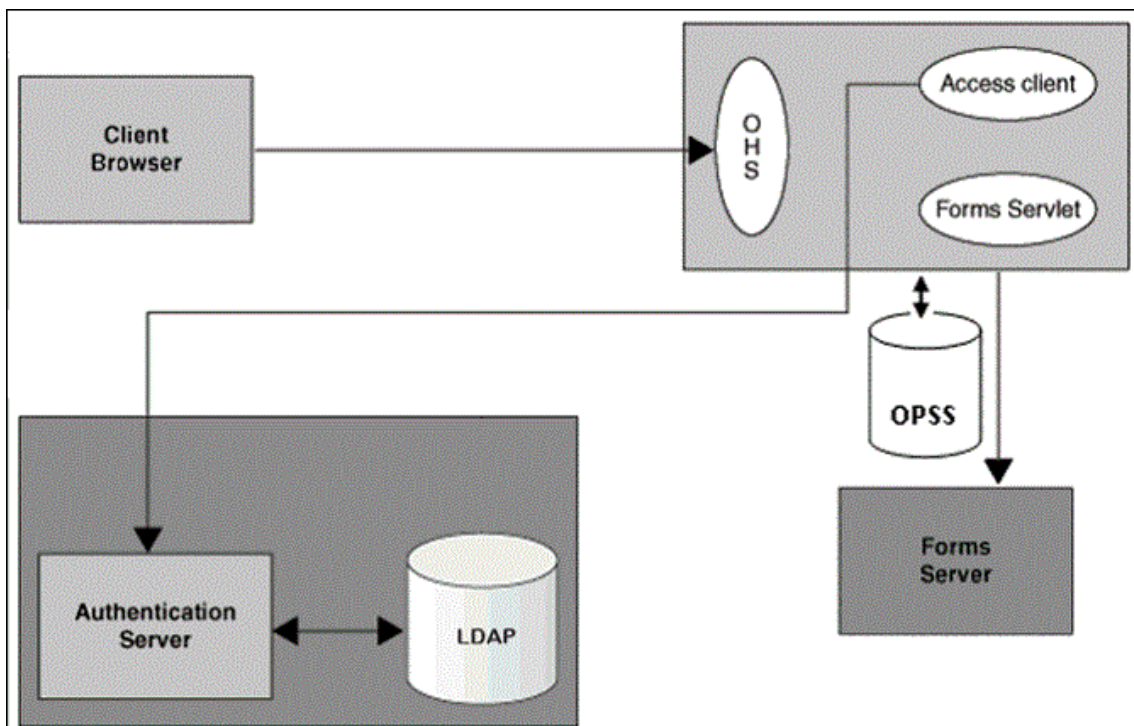 Client
Browser
O
H
S
Access client
Forms Servlet
OPSS
Forms
Server
Authentication
Server
LDAP